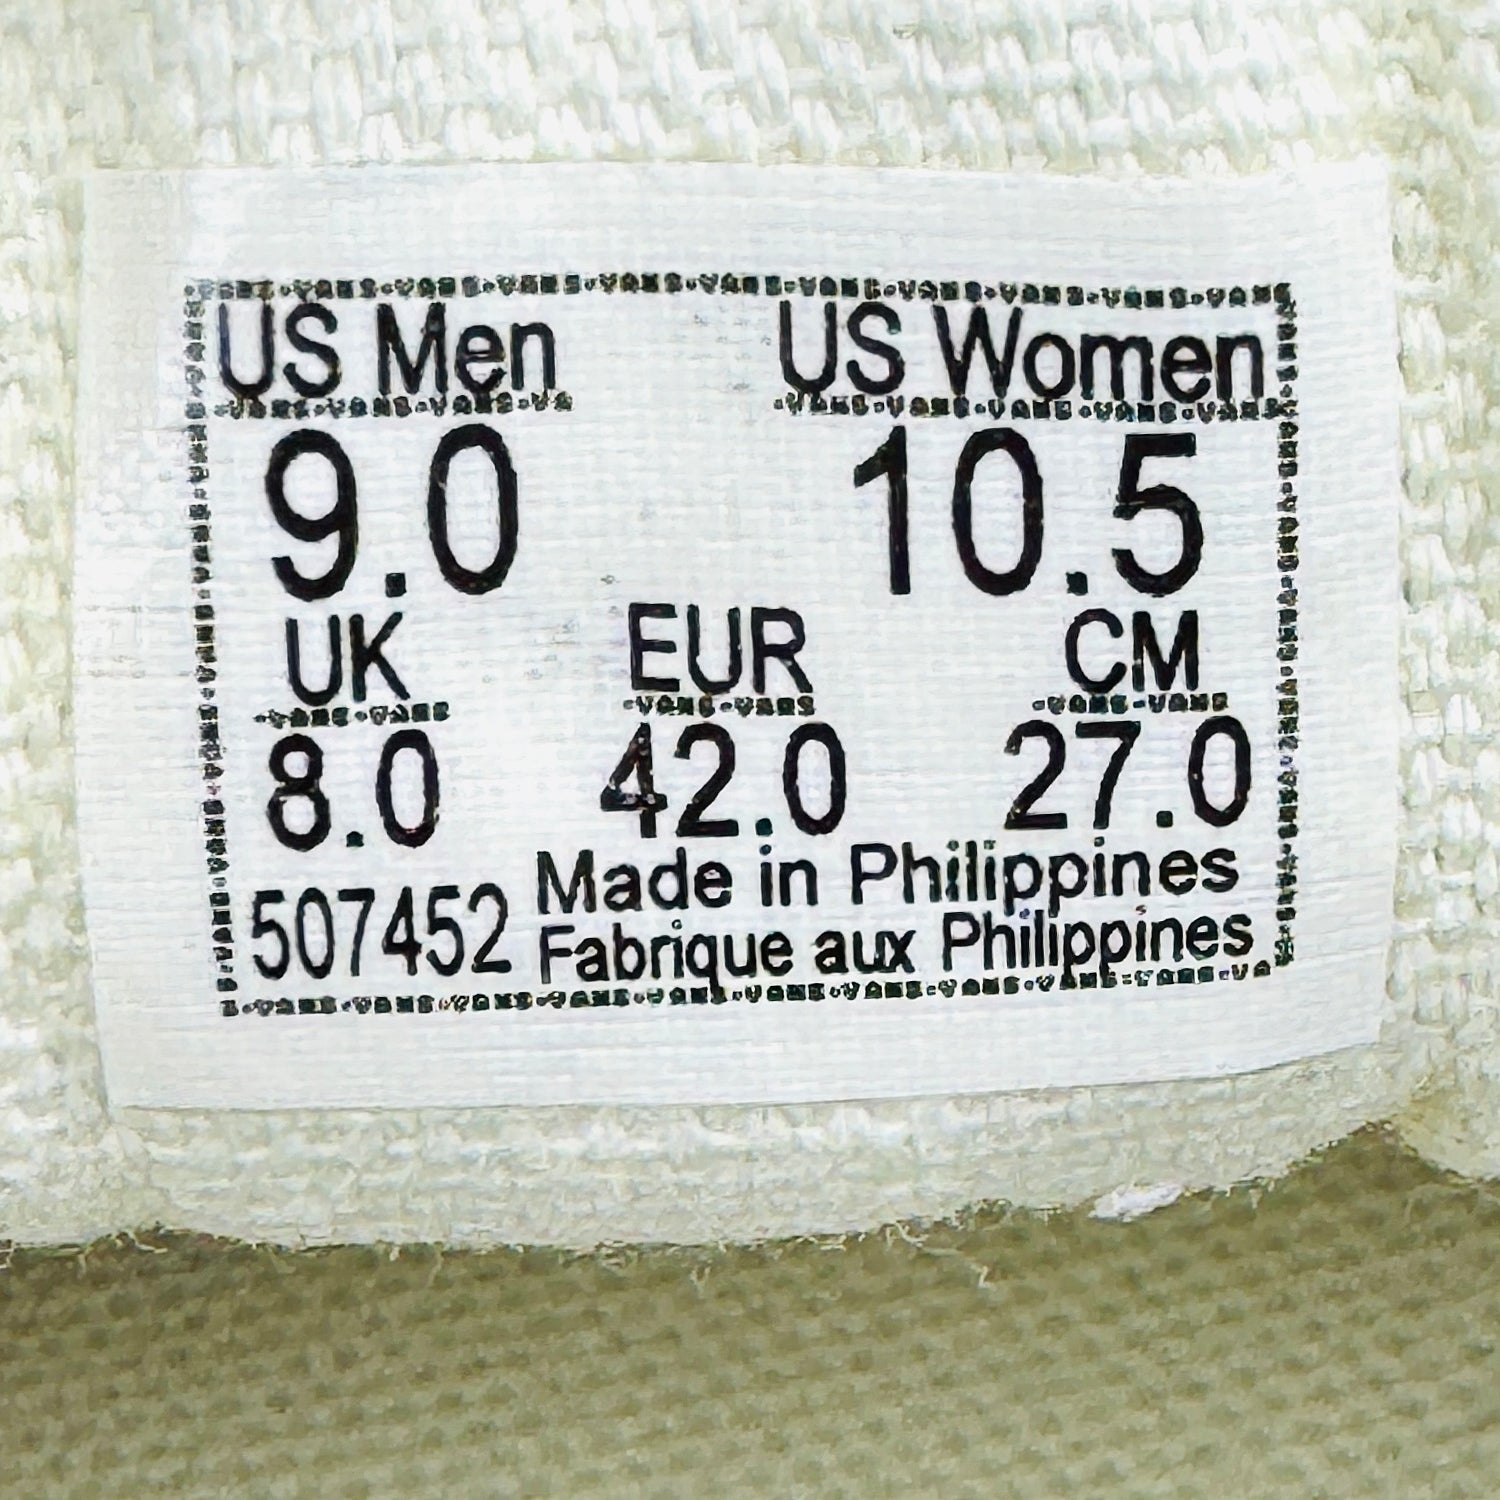 US Men US Women
9.0 10.5
UK EUR CM
8.0 42.0 27.0
507452 Made in Philippines
Fabrique aux Philippines